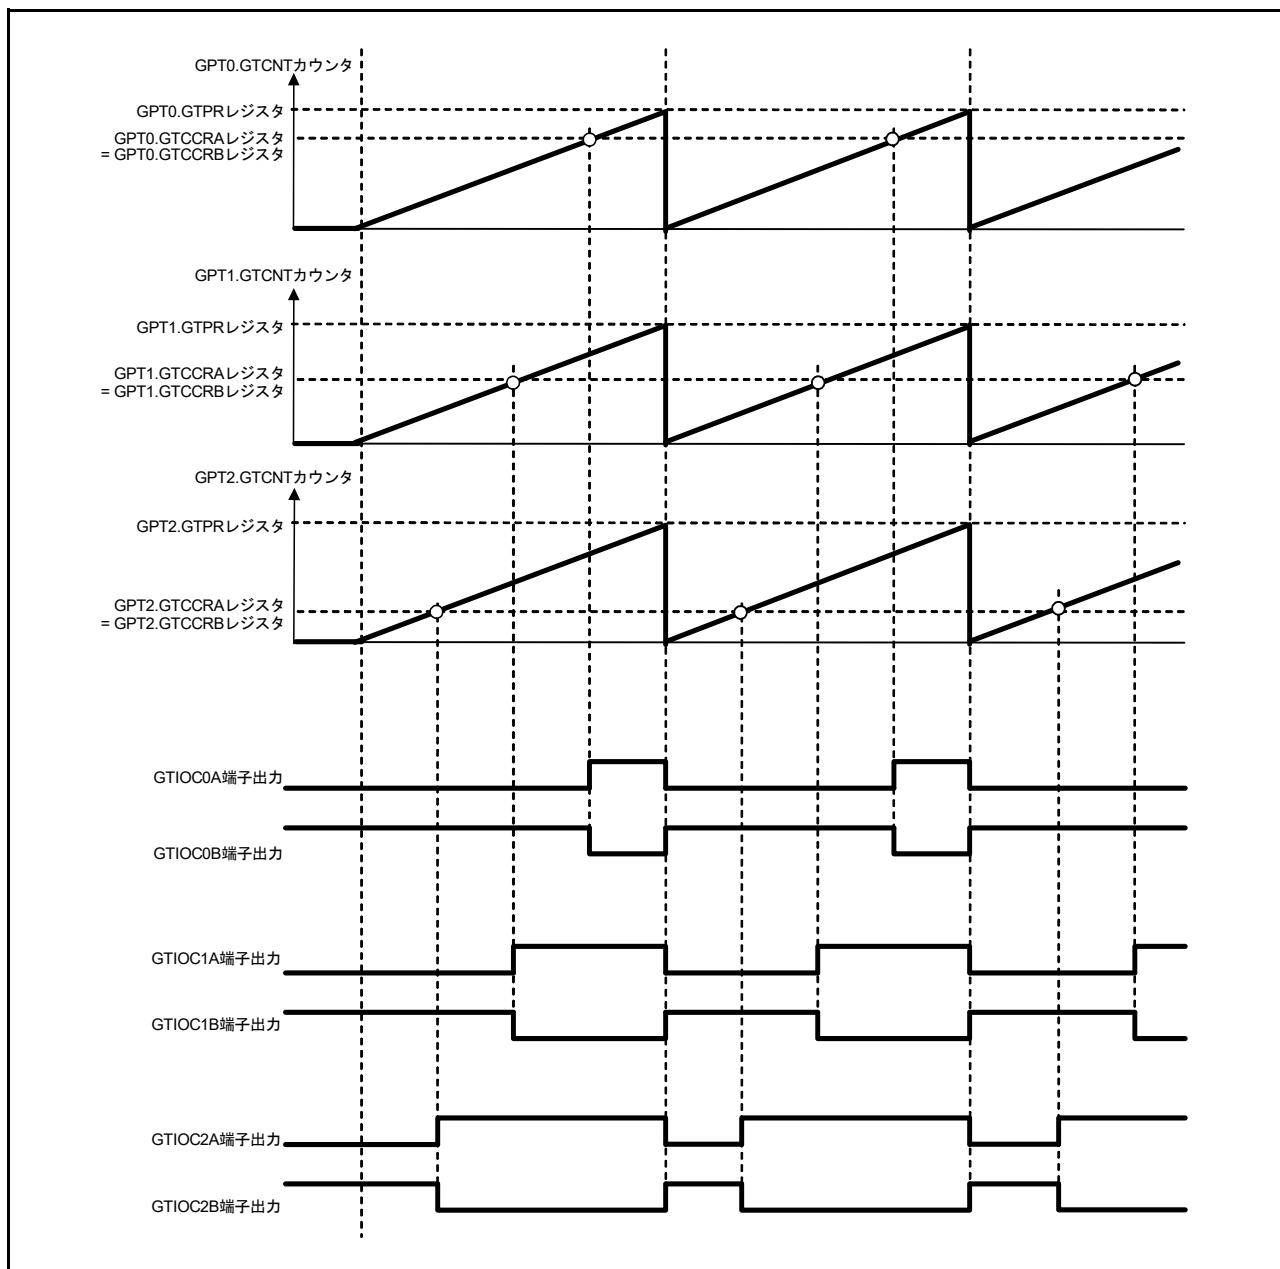 GPT0.GTCNTカウンタ
GPT0.GTPRレジスタ
GPT0.GTCCRAレジスタ
= GPT0.GTCCRBレジスタ
GPT1.GTCNTカウンタ
GPT1.GTPRレジスタ
GPT1.GTCCRAレジスタ
= GPT1.GTCCRBレジスタ
GPT2.GTCNTカウンタ
GPT2.GTPRレジスタ
GPT2.GTCCRAレジスタ
= GPT2.GTCCRBレジスタ
GTIOC0A端子出力
GTIOC0B端子出力
GTIOC1A端子出力
GTIOC1B端子出力
GTIOC2A端子出力
GTIOC2B端子出力